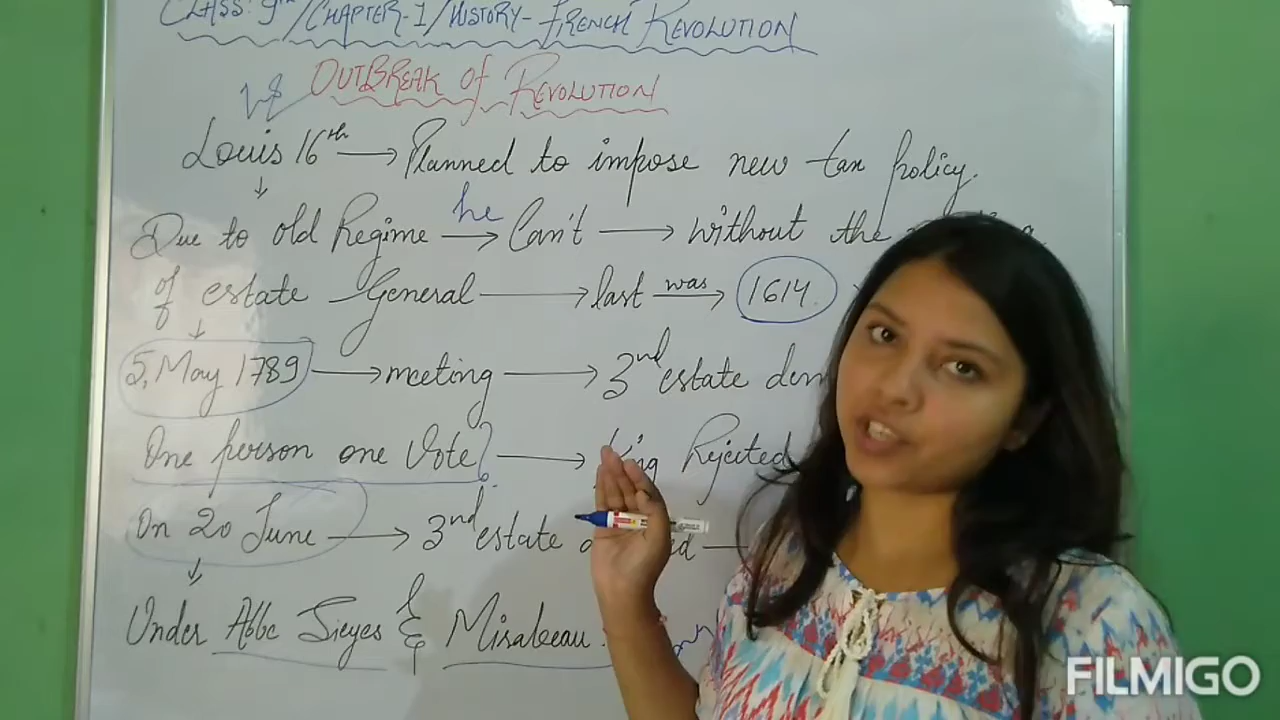 CLASS: 9th/CHAPTER-1/HISTORY-FRENCH REVOLUTION
OUTBREAK Of REVOLUTION
Louis 16th → Planned to impose new tax policy.
Due to old Regime → he Can't → without the
of estate General → last was → 1614
5, May 1789 → meeting → 3rd estate dem
One person one Vote → King Rejected
On 20 June → 3rd estate
Under Abbe Sieyes & Mirabeau.
FILMIGO